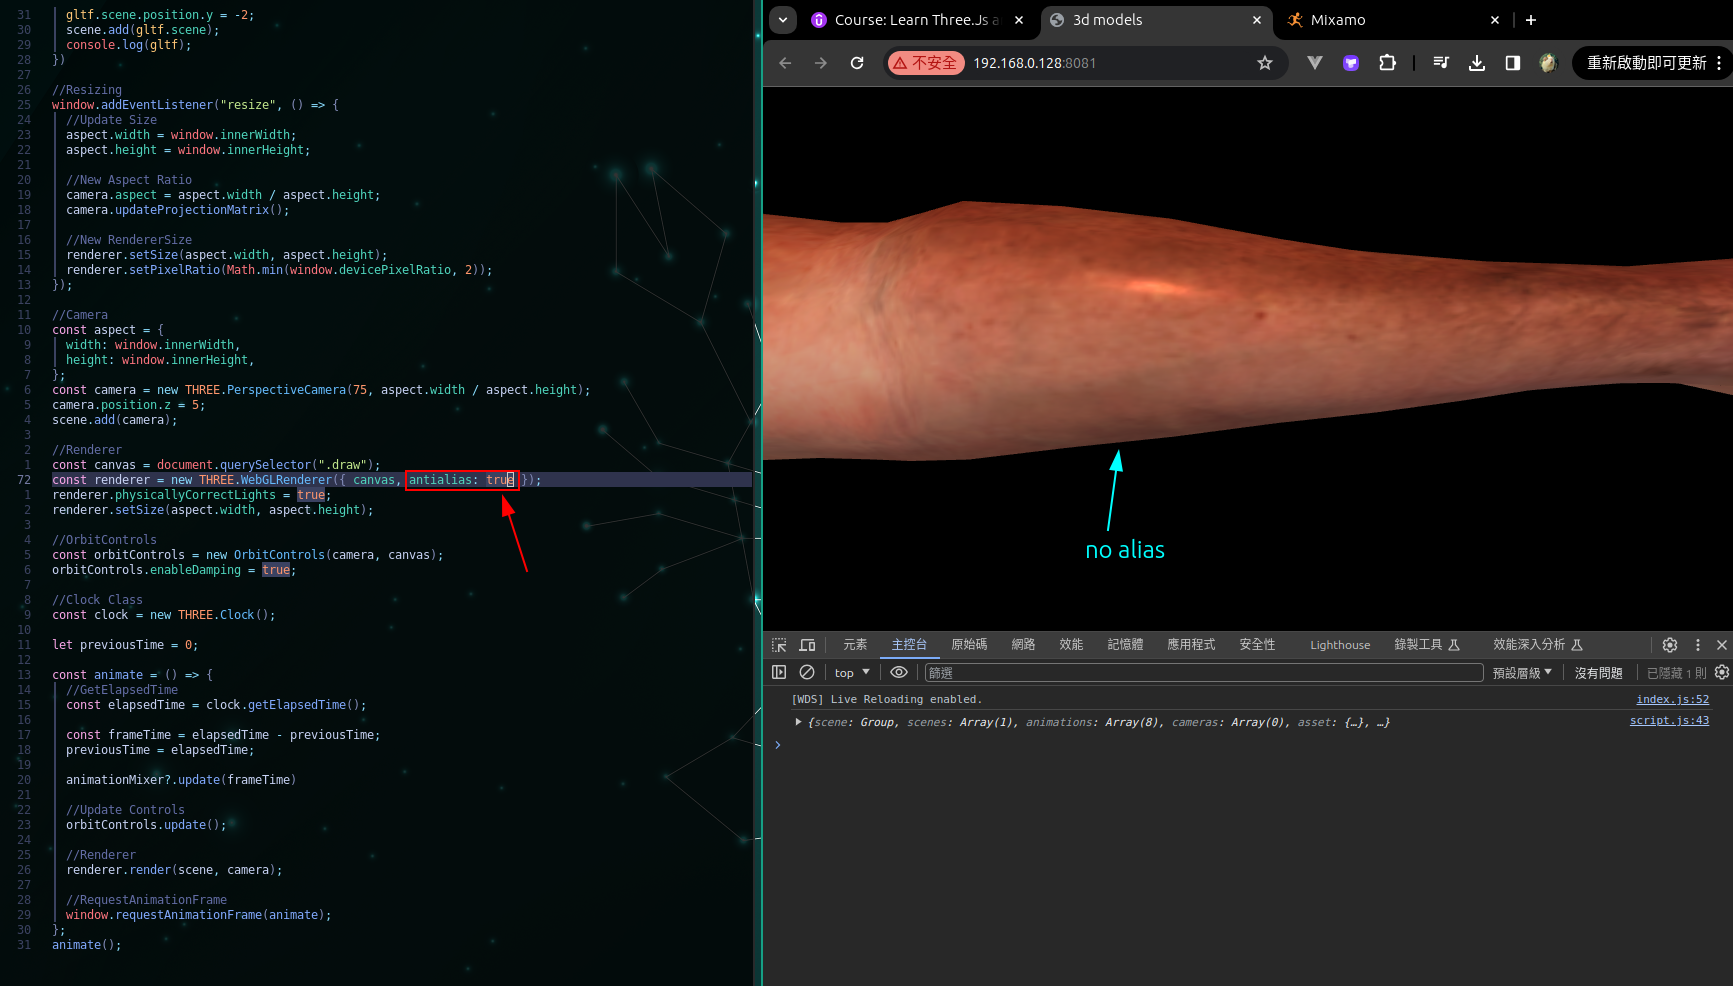 31 gltf.scene.position.y = -2;
30 scene.add(gltf.scene);
29 console.log(gltf);
28 })
27
26 //Resizing
25 window.addEventListener("resize", () => {
24 //Update Size
23 aspect.width = window.innerWidth;
22 aspect.height = window.innerHeight;
21
20 //New Aspect Ratio
19 camera.aspect = aspect.width / aspect.height;
18 camera.updateProjectionMatrix();
17
16 //New RendererSize
15 renderer.setSize(aspect.width, aspect.height);
14 renderer.setPixelRatio(Math.min(window.devicePixelRatio, 2));
13 });
12
11 //Camera
10 const aspect = {
9 width: window.innerWidth,
8 height: window.innerHeight,
7 };
6 const camera = new THREE.PerspectiveCamera(75, aspect.width / aspect.height);
5 camera.position.z = 5;
4 scene.add(camera);
3
2 //Renderer
1 const canvas = document.querySelector(".draw");
72 const renderer = new THREE.WebGLRenderer({ canvas, antialias: true });
1 renderer.physicallyCorrectLights = true;
2 renderer.setSize(aspect.width, aspect.height);
3
4 //OrbitControls
5 const orbitControls = new OrbitControls(camera, canvas);
6 orbitControls.enableDamping = true;
7
8 //Clock Class
9 const clock = new THREE.Clock();
10
11 let previousTime = 0;
12
13 const animate = () => {
14 //GetElapsedTime
15 const elapsedTime = clock.getElapsedTime();
16
17 const frameTime = elapsedTime - previousTime;
18 previousTime = elapsedTime;
19
20 animationMixer?.update(frameTime)
21
22 //Update Controls
23 orbitControls.update();
24
25 //Renderer
26 renderer.render(scene, camera);
27
28 //RequestAnimationFrame
29 window.requestAnimationFrame(animate);
30 };
31 animate();
Course: Learn Three.Js a
3d models
Mixamo
不安全 192.168.0.128:8081
重新啟動即可更新
no alias
元素 主控台 原始碼 網路 效能 記憶體 應用程式 安全性 Lighthouse 錄製工具 效能深入分析
top 篩選 預設層級 沒有問題 已隱藏 1 則
[WDS] Live Reloading enabled. index.js:52
{scene: Group, scenes: Array(1), animations: Array(8), cameras: Array(0), asset: {…}, …} script.js:43